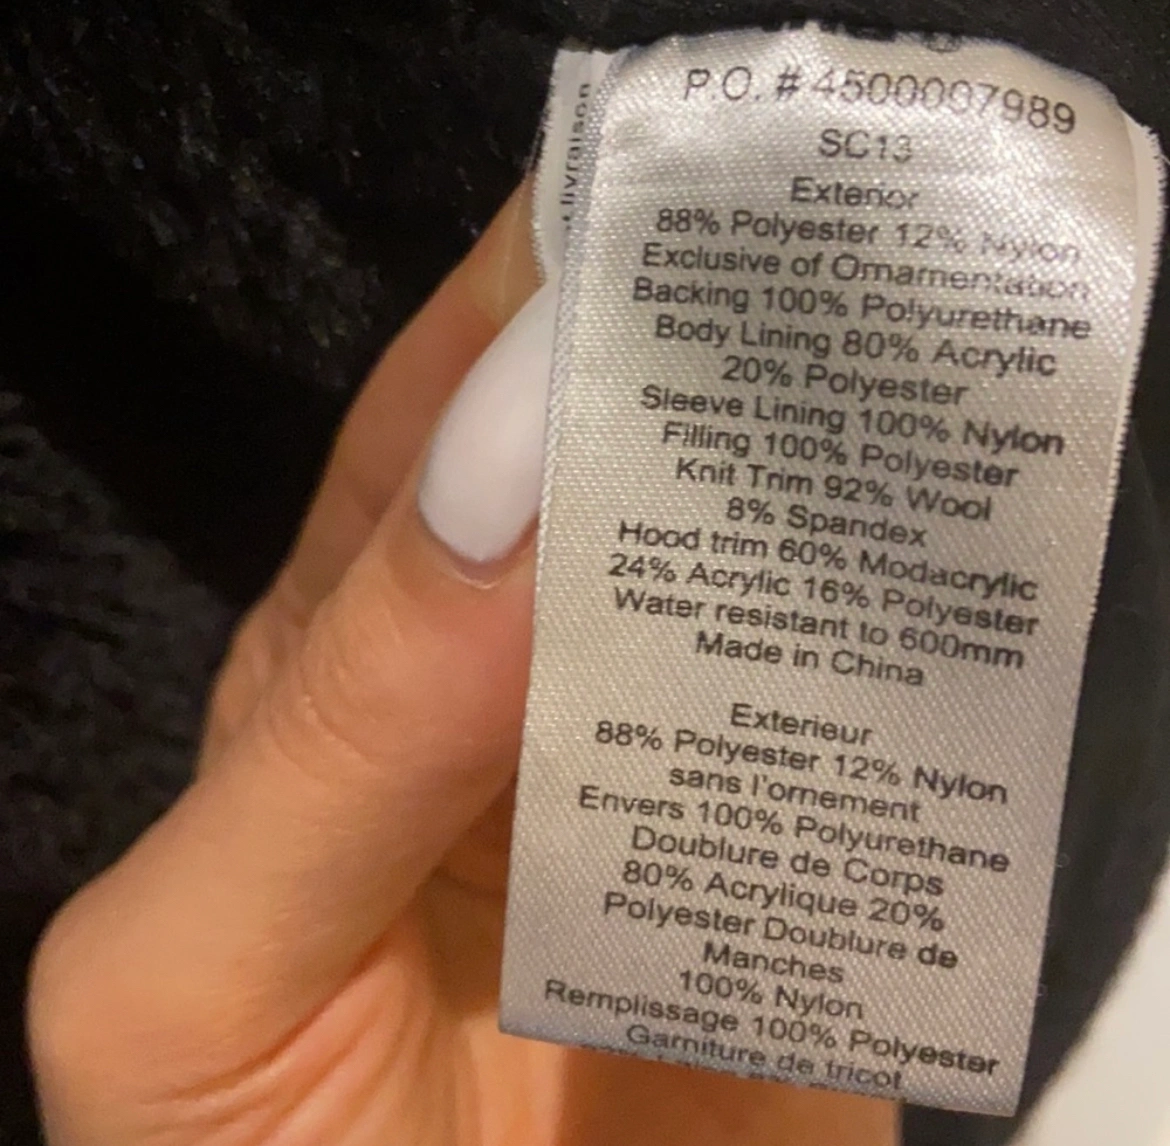 P.O. # 4500007989
SC13
Exterior
88% Polyester 12% Nylon
Exclusive of Ornamentation
Backing 100% Polyurethane
Body Lining 80% Acrylic
20% Polyester
Sleeve Lining 100% Nylon
Filling 100% Polyester
Knit Trim 92% Wool
8% Spandex
Hood trim 60% Modacrylic
24% Acrylic 16% Polyester
Water resistant to 600mm
Made in China
Exterieur
88% Polyester 12% Nylon
sans l'ornement
Envers 100% Polyurethane
Doublure de Corps
80% Acrylique 20%
Polyester Doublure de
Manches
100% Nylon
Remplissage 100% Polyester
Garniture de tricot
livraison